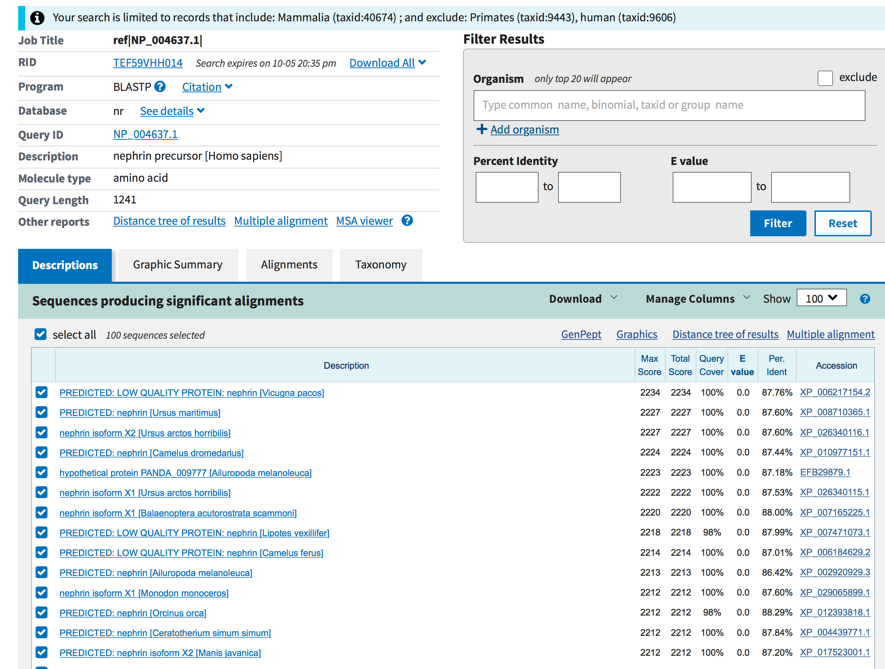 Your search is limited to records that include: Mammalia (taxid:40674) ; and exclude: Primates (taxid:9443), human (taxid:9606)
Job Title ref|NP_004637.1|
RID TEF59VHH014 Search expires on 10-05 20:35 pm Download All
Program BLASTP Citation
Database nr See details
Query ID NP_004637.1
Description nephrin precursor [Homo sapiens]
Molecule type amino acid
Query Length 1241
Other reports Distance tree of results Multiple alignment MSA viewer
Filter Results
Organism only top 20 will appear exclude
Type common name, binomial, taxid or group name
Add organism
Percent Identity E value
to to
Filter Reset
Descriptions Graphic Summary Alignments Taxonomy
Sequences producing significant alignments Download Manage Columns Show 100
select all 100 sequences selected GenPept Graphics Distance tree of results Multiple alignment
Description Max Score Total Score Query Cover E value Per. Ident Accession
PREDICTED: LOW QUALITY PROTEIN: nephrin [Vicugna pacos] 2234 2234 100% 0.0 87.76% XP_006217154.2
PREDICTED: nephrin [Ursus maritimus] 2227 2227 100% 0.0 87.60% XP_008710365.1
nephrin isoform X2 [Ursus arctos horribilis] 2227 2227 100% 0.0 87.60% XP_026340116.1
PREDICTED: nephrin [Camelus dromedarius] 2224 2224 100% 0.0 87.44% XP_010977151.1
hypothetical protein PANDA_009777 [Ailuropoda melanoleuca] 2223 2223 100% 0.0 87.18% EFB29879.1
nephrin isoform X1 [Ursus arctos horribilis] 2222 2222 100% 0.0 87.53% XP_026340115.1
nephrin isoform X1 [Balaenoptera acutorostrata scammoni] 2220 2220 100% 0.0 88.00% XP_007165225.1
PREDICTED: LOW QUALITY PROTEIN: nephrin [Lipotes vexillifer] 2218 2218 98% 0.0 87.99% XP_007471073.1
PREDICTED: LOW QUALITY PROTEIN: nephrin [Camelus ferus] 2214 2214 100% 0.0 87.01% XP_006184629.2
PREDICTED: nephrin [Ailuropoda melanoleuca] 2213 2213 100% 0.0 86.42% XP_002920929.3
nephrin isoform X1 [Monodon monoceros] 2212 2212 100% 0.0 87.60% XP_029065899.1
PREDICTED: nephrin [Orcinus orca] 2212 2212 98% 0.0 88.29% XP_012393818.1
PREDICTED: nephrin [Ceratotherium simum simum] 2212 2212 100% 0.0 87.84% XP_004439771.1
PREDICTED: nephrin isoform X2 [Manis javanica] 2212 2212 100% 0.0 87.20% XP_017523001.1